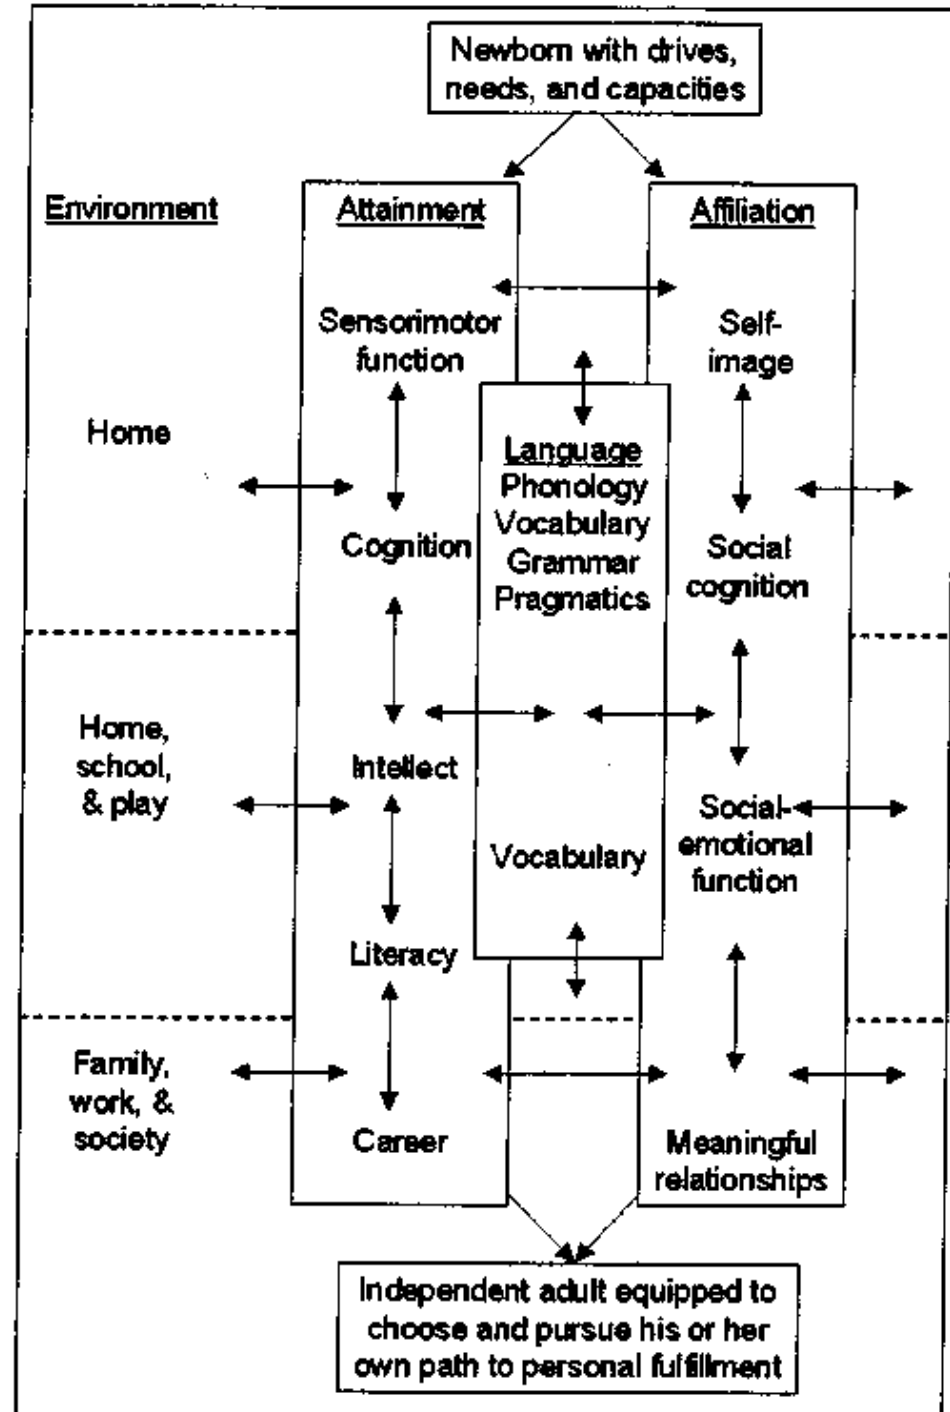 Newborn with drives,
needs, and capacities
Environment
Attainment
Affiliation
Sensorimotor
function
Self-
image
Home
Language
Phonology
Vocabulary
Grammar
Pragmatics
Cognition
Social
cognition
Home,
school,
& play
Intellect
Social-
emotional
function
Vocabulary
Literacy
Family,
work, &
society
Career
Meaningful
relationships
Independent adult equipped to
choose and pursue his or her
own path to personal fulfillment